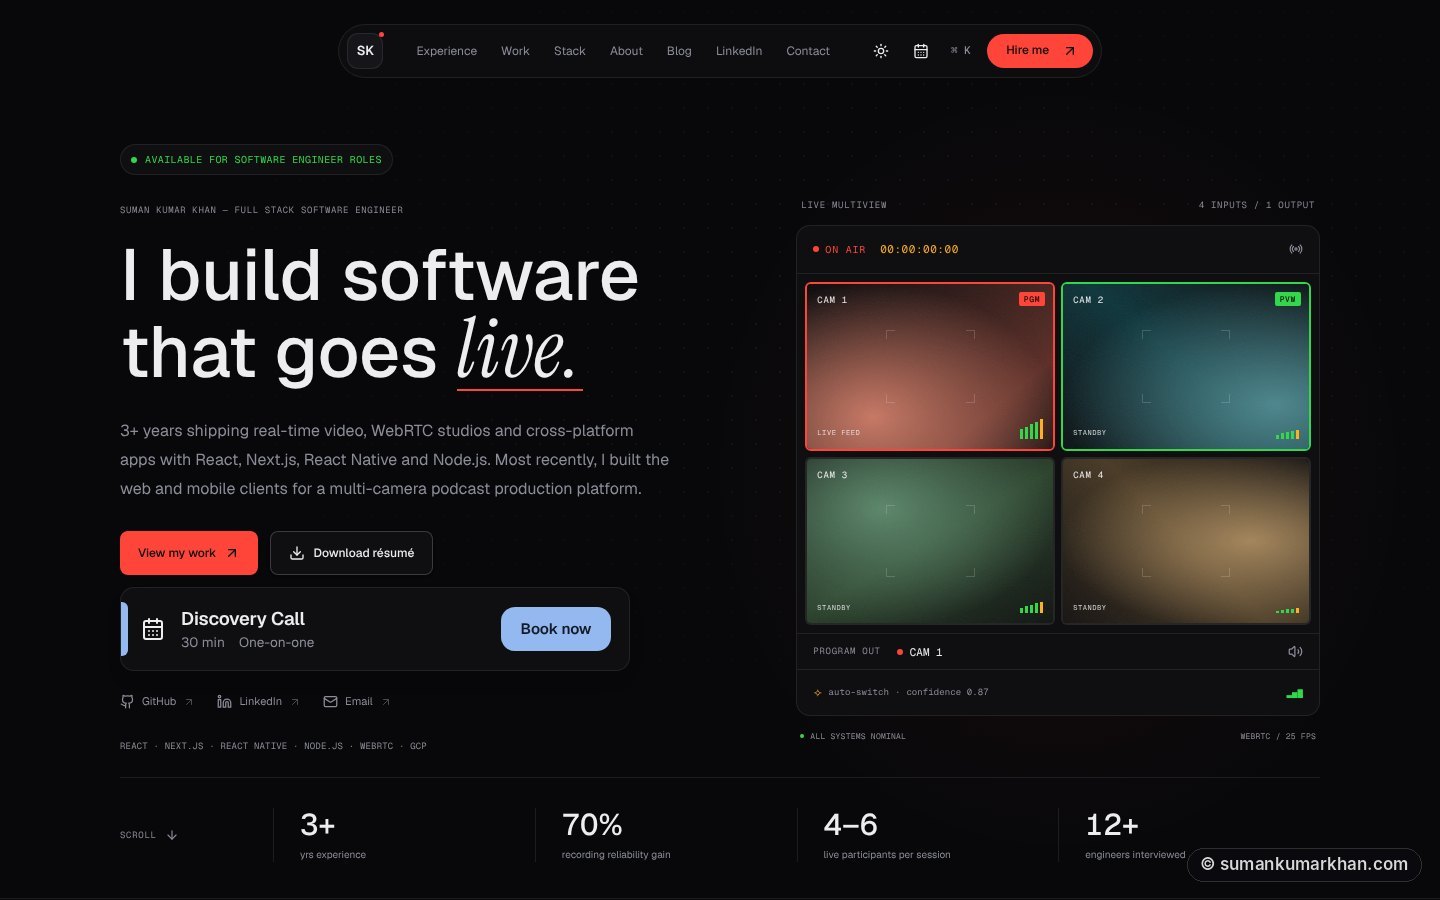 SK
Experience Work Stack About Blog LinkedIn Contact ⌘ K Hire me
AVAILABLE FOR SOFTWARE ENGINEER ROLES
SUMAN KUMAR KHAN — FULL STACK SOFTWARE ENGINEER
I build software
that goes live.
3+ years shipping real-time video, WebRTC studios and cross-platform
apps with React, Next.js, React Native and Node.js. Most recently, I built the
web and mobile clients for a multi-camera podcast production platform.
View my work Download résumé
Discovery Call
30 min One-on-one
Book now
GitHub LinkedIn Email
REACT · NEXT.JS · REACT NATIVE · NODE.JS · WEBRTC · GCP
LIVE MULTIVIEW 4 INPUTS / 1 OUTPUT
ON AIR 00:00:00:00
CAM 1 PGM
LIVE FEED
CAM 2 PVW
STANDBY
CAM 3
STANDBY
CAM 4
STANDBY
PROGRAM OUT CAM 1
auto-switch · confidence 0.87
ALL SYSTEMS NOMINAL WEBRTC / 25 FPS
SCROLL
3+
yrs experience
70%
recording reliability gain
4–6
live participants per session
12+
engineers interviewed
© sumankumarkhan.com